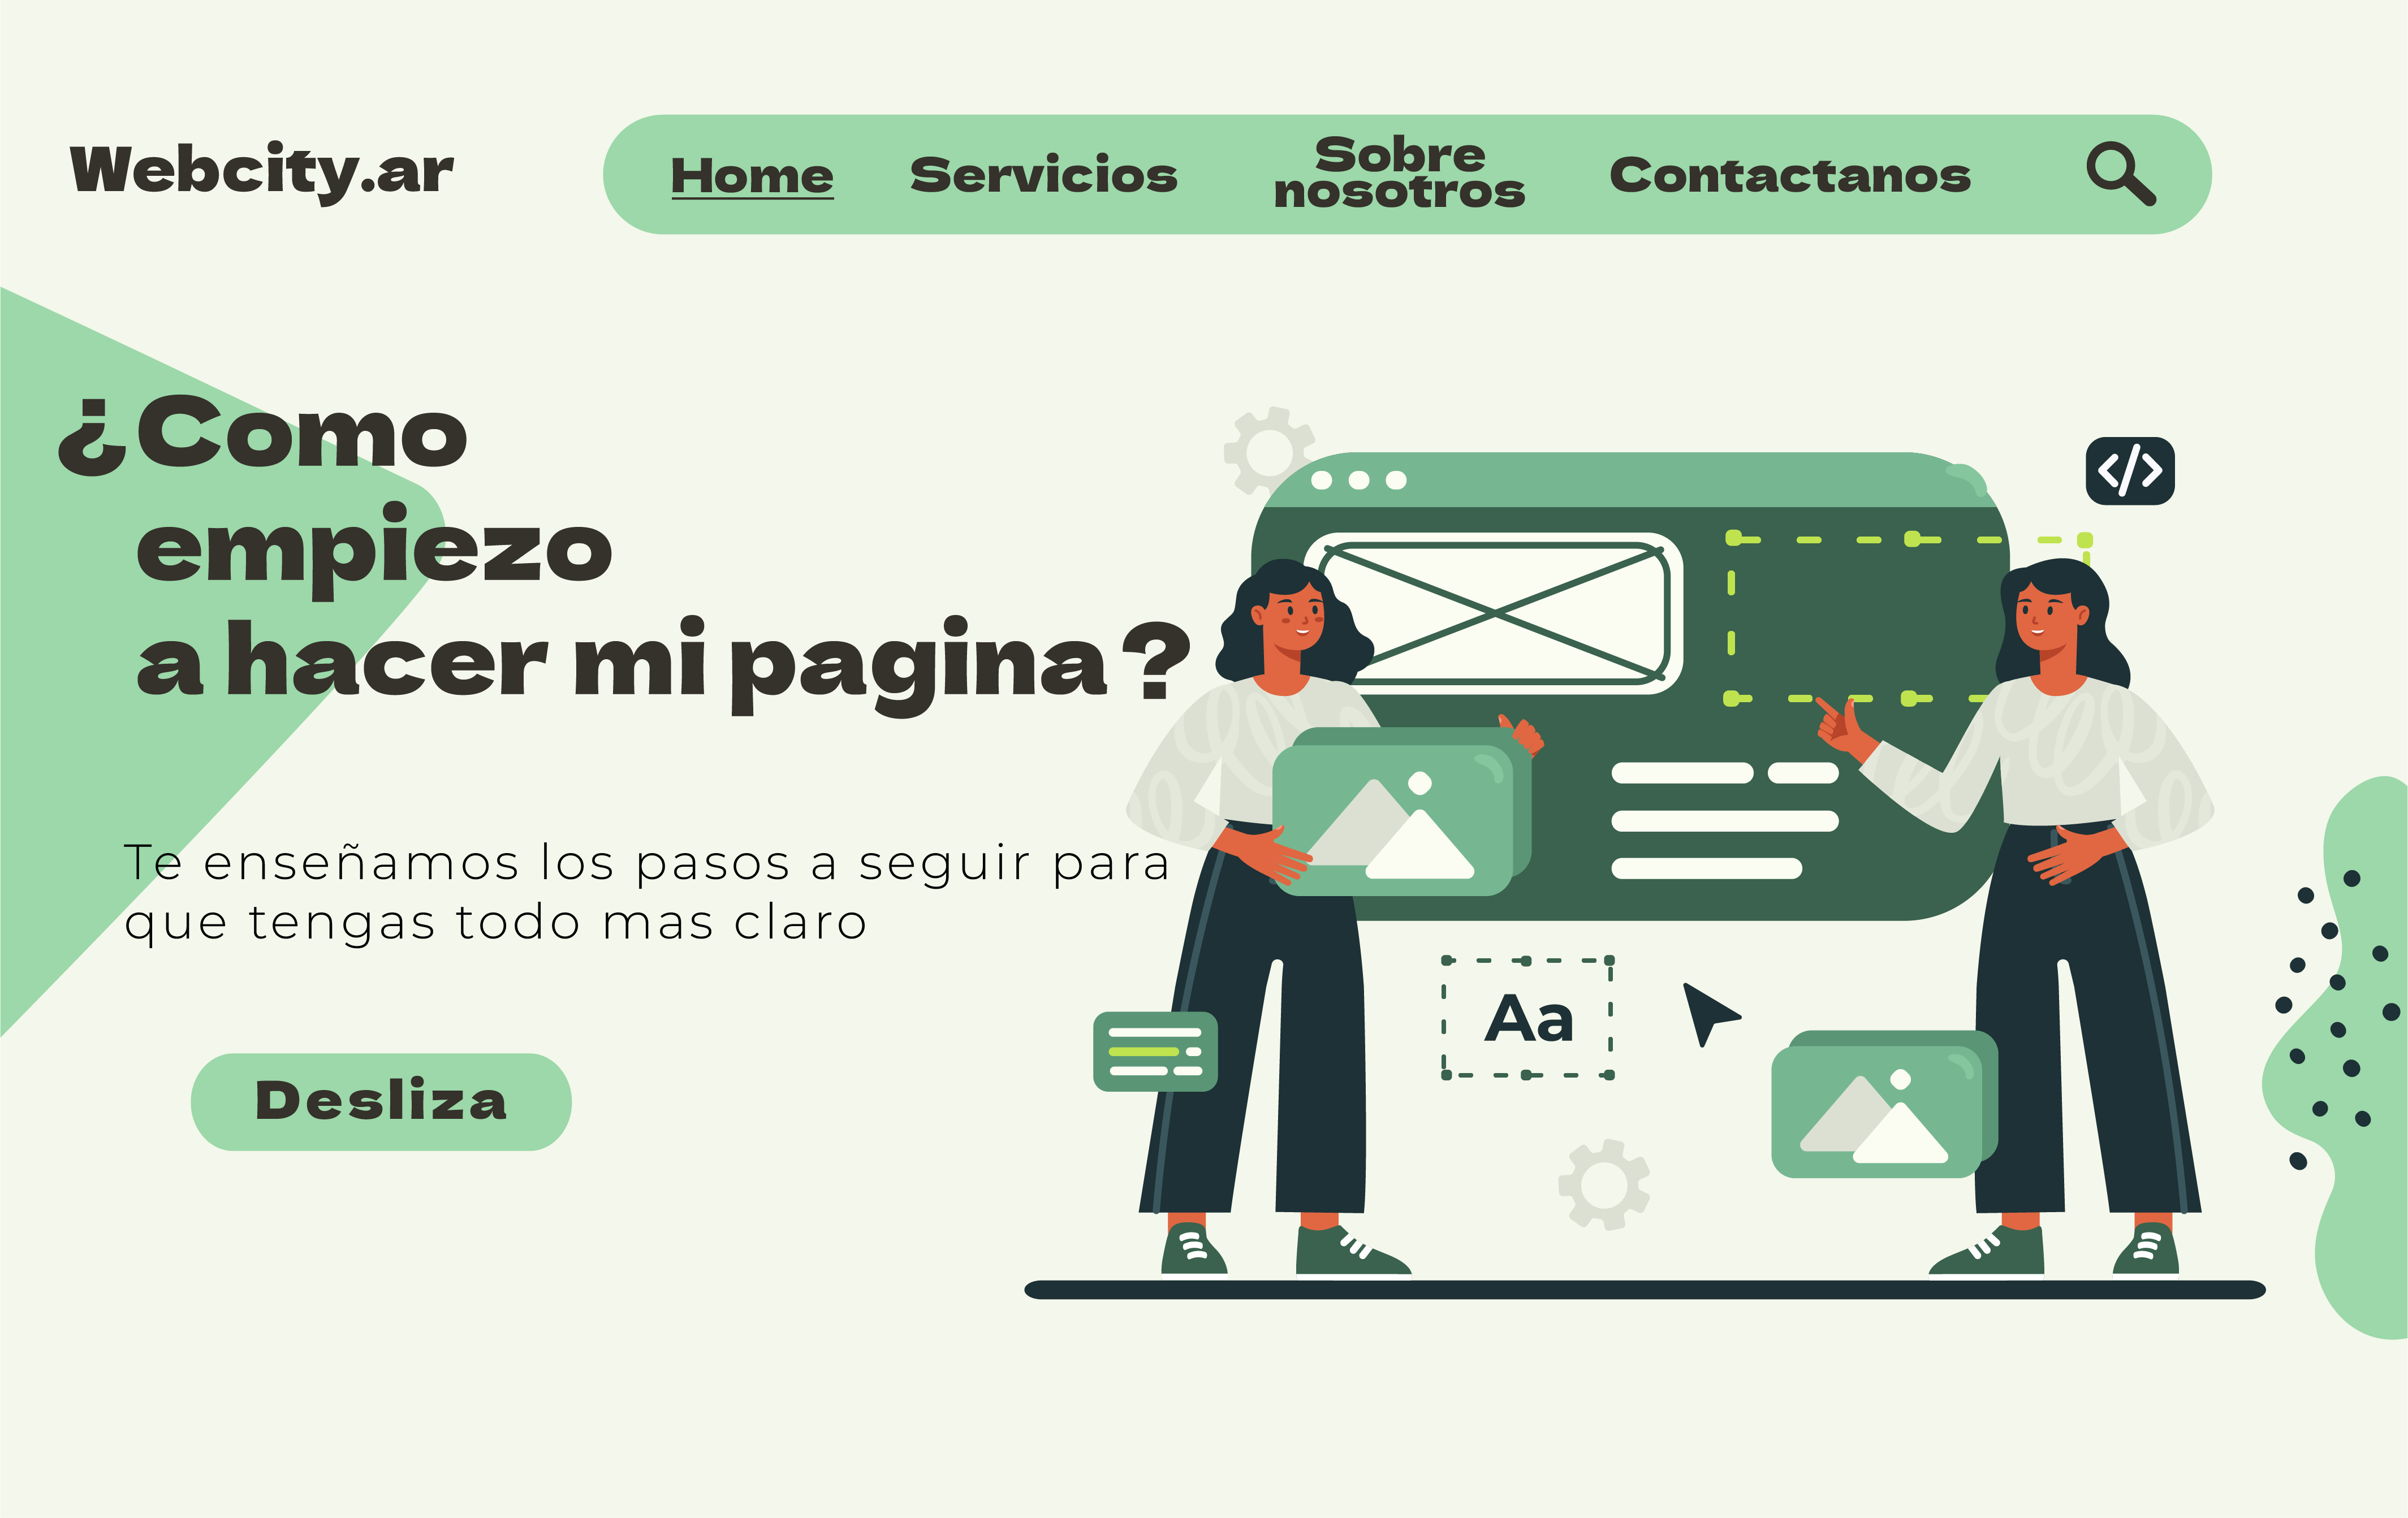 Webcity.ar
Home
Servicios
Sobre
nosotros
Contactanos
¿Como
empiezo
a hacer mi pagina?
</>
Te enseñamos los pasos a seguir para
que tengas todo mas claro
Aa
Desliza